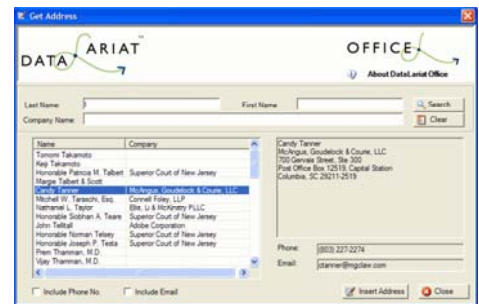 Get Address
DATA LARIAT™
OFFICE
About DataLariat Office
Last Name:
First Name
Search
Company Name:
Clear
Name Company
Tomomi Takamoto
Keiji Takamoto
Honorable Patricia M. Talbert Superior Court of New Jersey
Margie Talbert & Scott
Candy Tanner McAngus, Goudelock & Courie, LLC
Mitchell W. Taraschi, Esq. Connell Foley, LLP
Nathaniel L. Taylor Ellis, Li & McKinstry PLLC
Honorable Siobhan A. Teare Superior Court of New Jersey
John Telltall Adobe Corporation
Honorable Norman Telsey Superior Court of New Jersey
Honorable Joseph P. Testa Superior Court of New Jersey
Prem Thamman, M.D.
Vijay Thamman, M.D.
Candy Tanner
McAngus, Goudelock & Courie, LLC
700 Gervais Street, Ste 300
Post Office Box 12519, Capital Station
Columbia, SC 29211-2519
Phone: (803) 227-2274
Email: ctanner@mgclaw.com
Include Phone No.
Include Email
Insert Address
Close